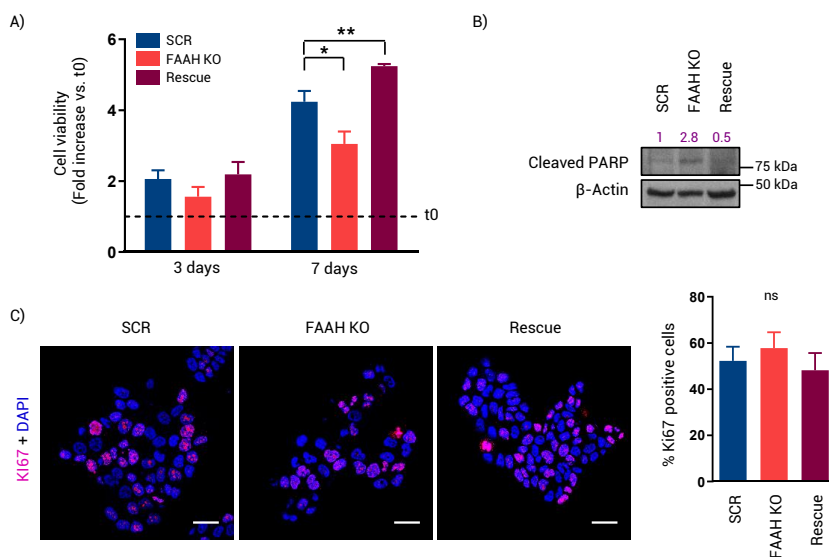 A)
Cell viability
(Fold increase vs. t0)
6
4
2
0
SCR
FAAH KO
Rescue
*
**
t0
3 days
7 days
B)
SCR
FAAH KO
Rescue
1 2.8 0.5
Cleaved PARP
75 kDa
β-Actin
50 kDa
C)
SCR
FAAH KO
Rescue
KI67 + DAPI
% Ki67 positive cells
80
60
40
20
0
ns
SCR
FAAH KO
Rescue